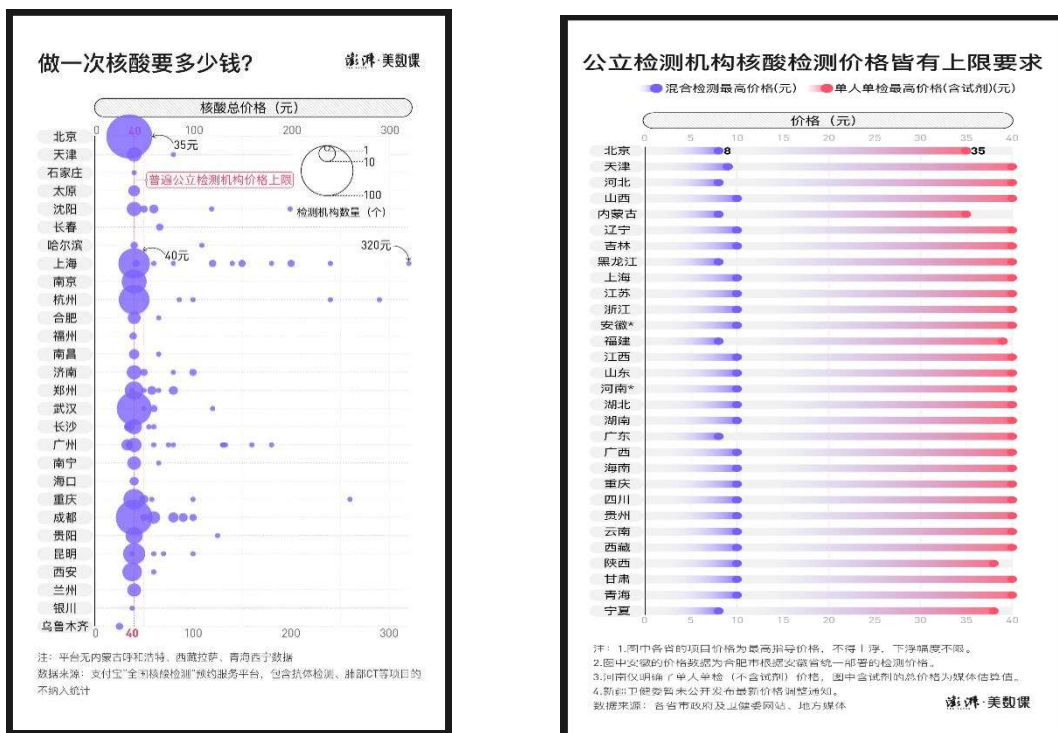 做一次核酸要多少钱?
澎湃·美数课
核酸总价格（元）
0 40 100 200 300
北京
35元
天津
石家庄
普遍公立检测机构价格上限
太原
沈阳
长春
哈尔滨
上海
40元
320元
1
10
100
检测机构数量（个）
南京
杭州
合肥
福州
南昌
济南
郑州
武汉
长沙
广州
南宁
海口
重庆
成都
贵阳
昆明
西安
兰州
银川
乌鲁木齐
0 40 100 200 300
注：平台无内蒙古呼和浩特、西藏拉萨、青海西宁数据
数据来源：支付宝“全国核酸检测”预约服务平台，包含抗体检测、肺部CT等项目的
不纳入统计
公立检测机构核酸检测价格皆有上限要求
混合检测最高价格(元) 单人单检最高价格(含试剂)(元)
价格（元）
0 5 10 15 20 25 30 35 40
北京 8 35
天津
河北
山西
内蒙古
辽宁
吉林
黑龙江
上海
江苏
浙江
安徽*
福建
江西
山东
河南*
湖北
湖南
广东
广西
海南
重庆
四川
贵州
云南
西藏
陕西
甘肃
青海
宁夏
0 5 10 15 20 25 30 35 40
注：1.图中各省的项目价格为最高指导价格，不得上浮，下浮幅度不限。
2.图中安徽的价格数据为合肥市根据安徽省统一部署的检测价格。
3.河南仅明确了单人单检（不含试剂）价格，图中含试剂的总价格为媒体估算值。
4.新疆卫健委暂未公开发布最新价格调整通知。
数据来源：各省市政府及卫健委网站、地方媒体
澎湃·美数课